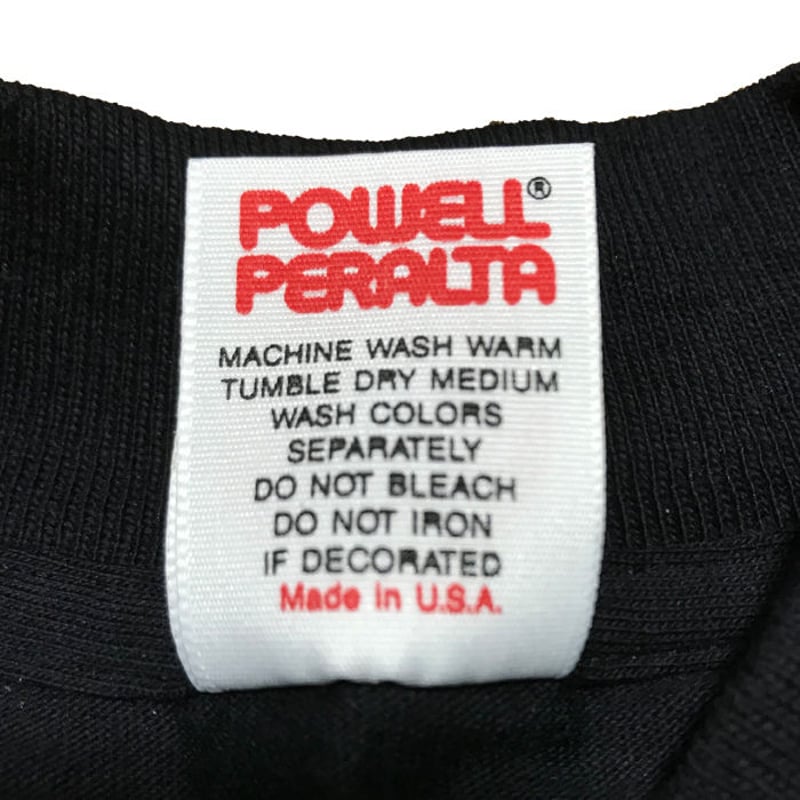 POWELL®
PERALTA
MACHINE WASH WARM
TUMBLE DRY MEDIUM
WASH COLORS
SEPARATELY
DO NOT BLEACH
DO NOT IRON
IF DECORATED
Made in U.S.A.